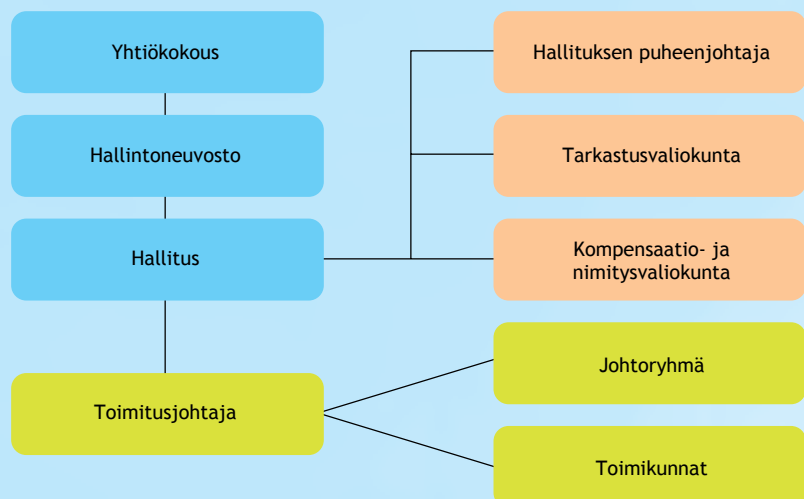 Yhtiökokous
Hallintoneuvosto
Hallitus
Toimitusjohtaja
Hallituksen puheenjohtaja
Tarkastusvaliokunta
Kompensaatio- ja
nimitysvaliokunta
Johtoryhmä
Toimikunnat